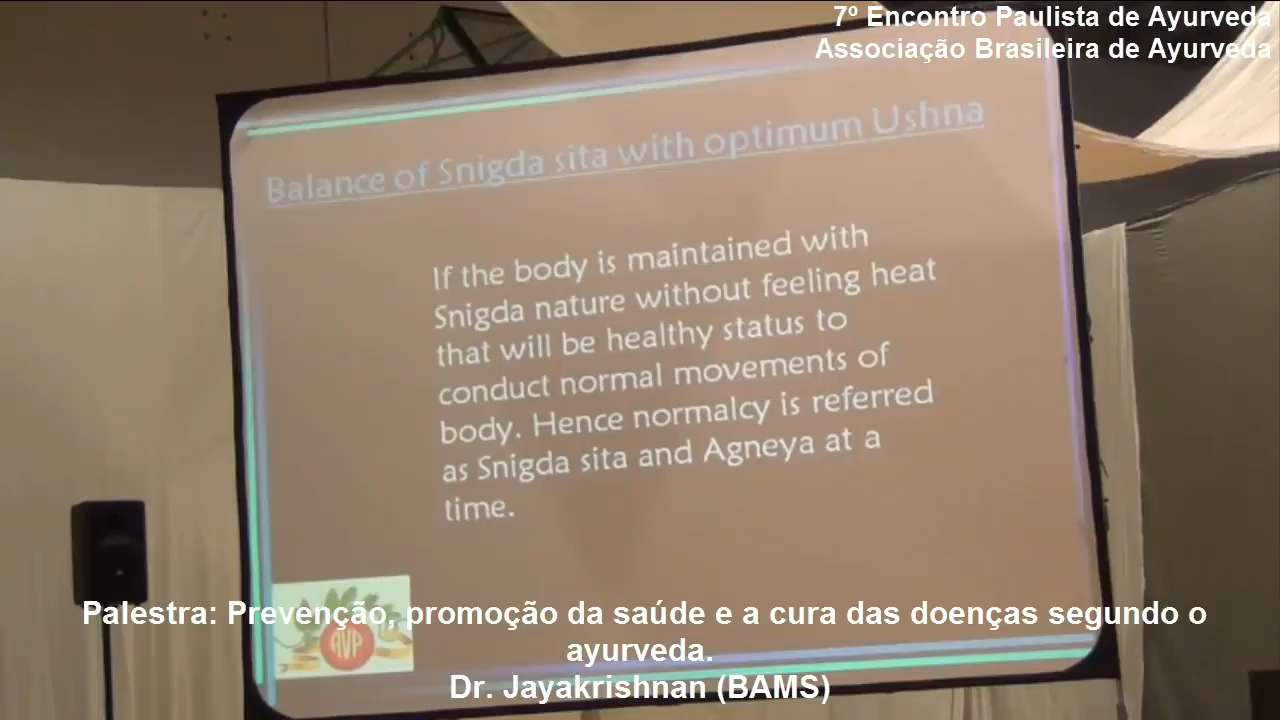 7º Encontro Paulista de Ayurveda
Associação Brasileira de Ayurveda
Balance of Snigda sita with optimum Ushna
If the body is maintained with
Snigda nature without feeling heat
that will be healthy status to
conduct normal movements of
body. Hence normalcy is referred
as Snigda sita and Agneya at a
time.
AVP
Palestra: Prevenção, promoção da saúde e a cura das doenças segundo o
ayurveda.
Dr. Jayakrishnan (BAMS)